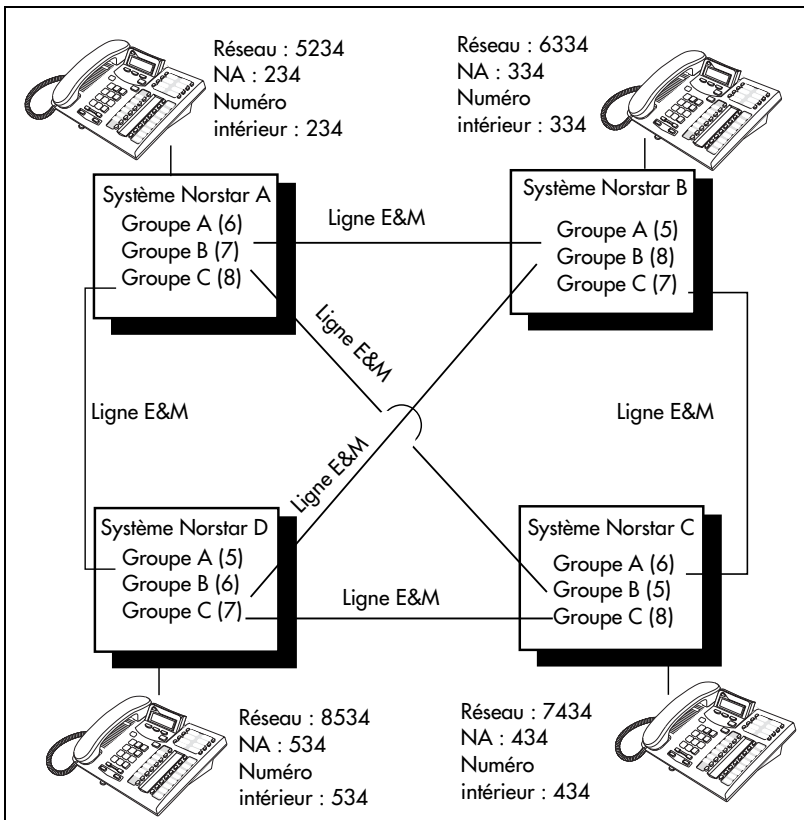 Réseau : 5234
NA : 234
Numéro
intérieur : 234
Réseau : 6334
NA : 334
Numéro
intérieur : 334
Système Norstar A
Groupe A (6)
Groupe B (7)
Groupe C (8)
Ligne E&M
Système Norstar B
Groupe A (5)
Groupe B (8)
Groupe C (7)
Ligne E&M
Ligne E&M
Ligne E&M
Ligne E&M
Système Norstar D
Groupe A (5)
Groupe B (6)
Groupe C (7)
Ligne E&M
Système Norstar C
Groupe A (6)
Groupe B (5)
Groupe C (8)
Réseau : 8534
NA : 534
Numéro
intérieur : 534
Réseau : 7434
NA : 434
Numéro
intérieur : 434